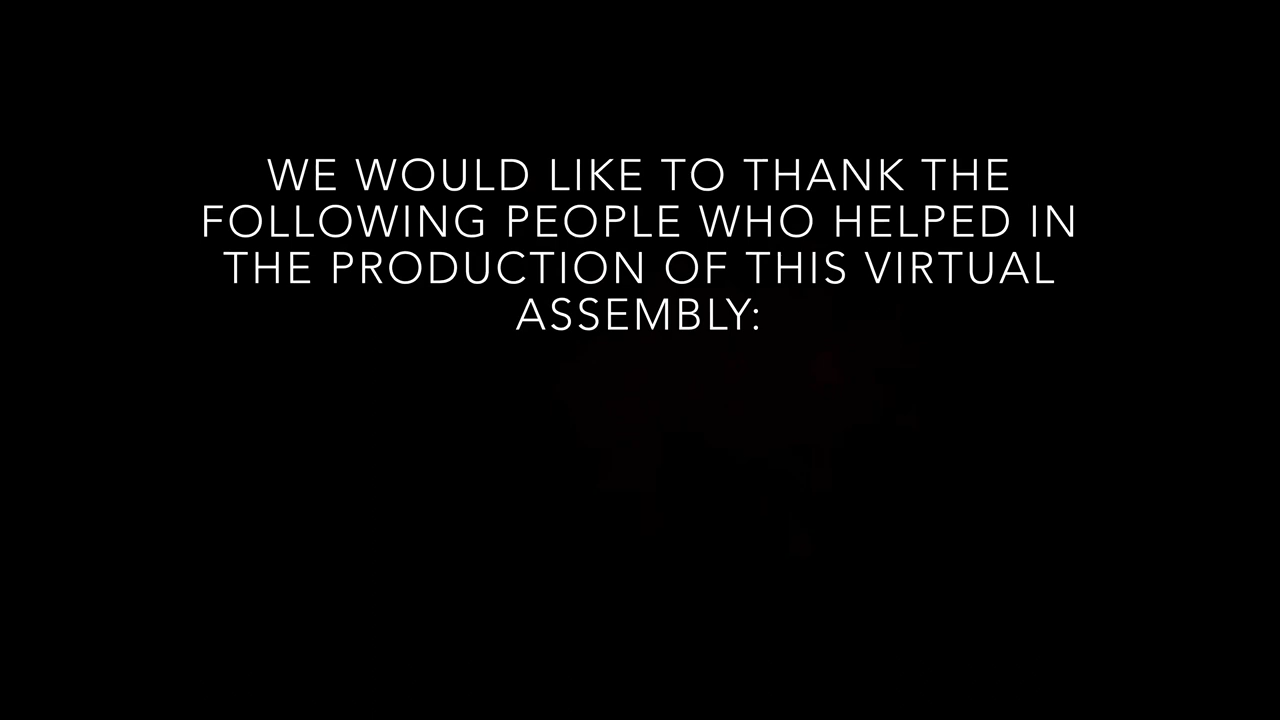 WE WOULD LIKE TO THANK THE
FOLLOWING PEOPLE WHO HELPED IN
THE PRODUCTION OF THIS VIRTUAL
ASSEMBLY: